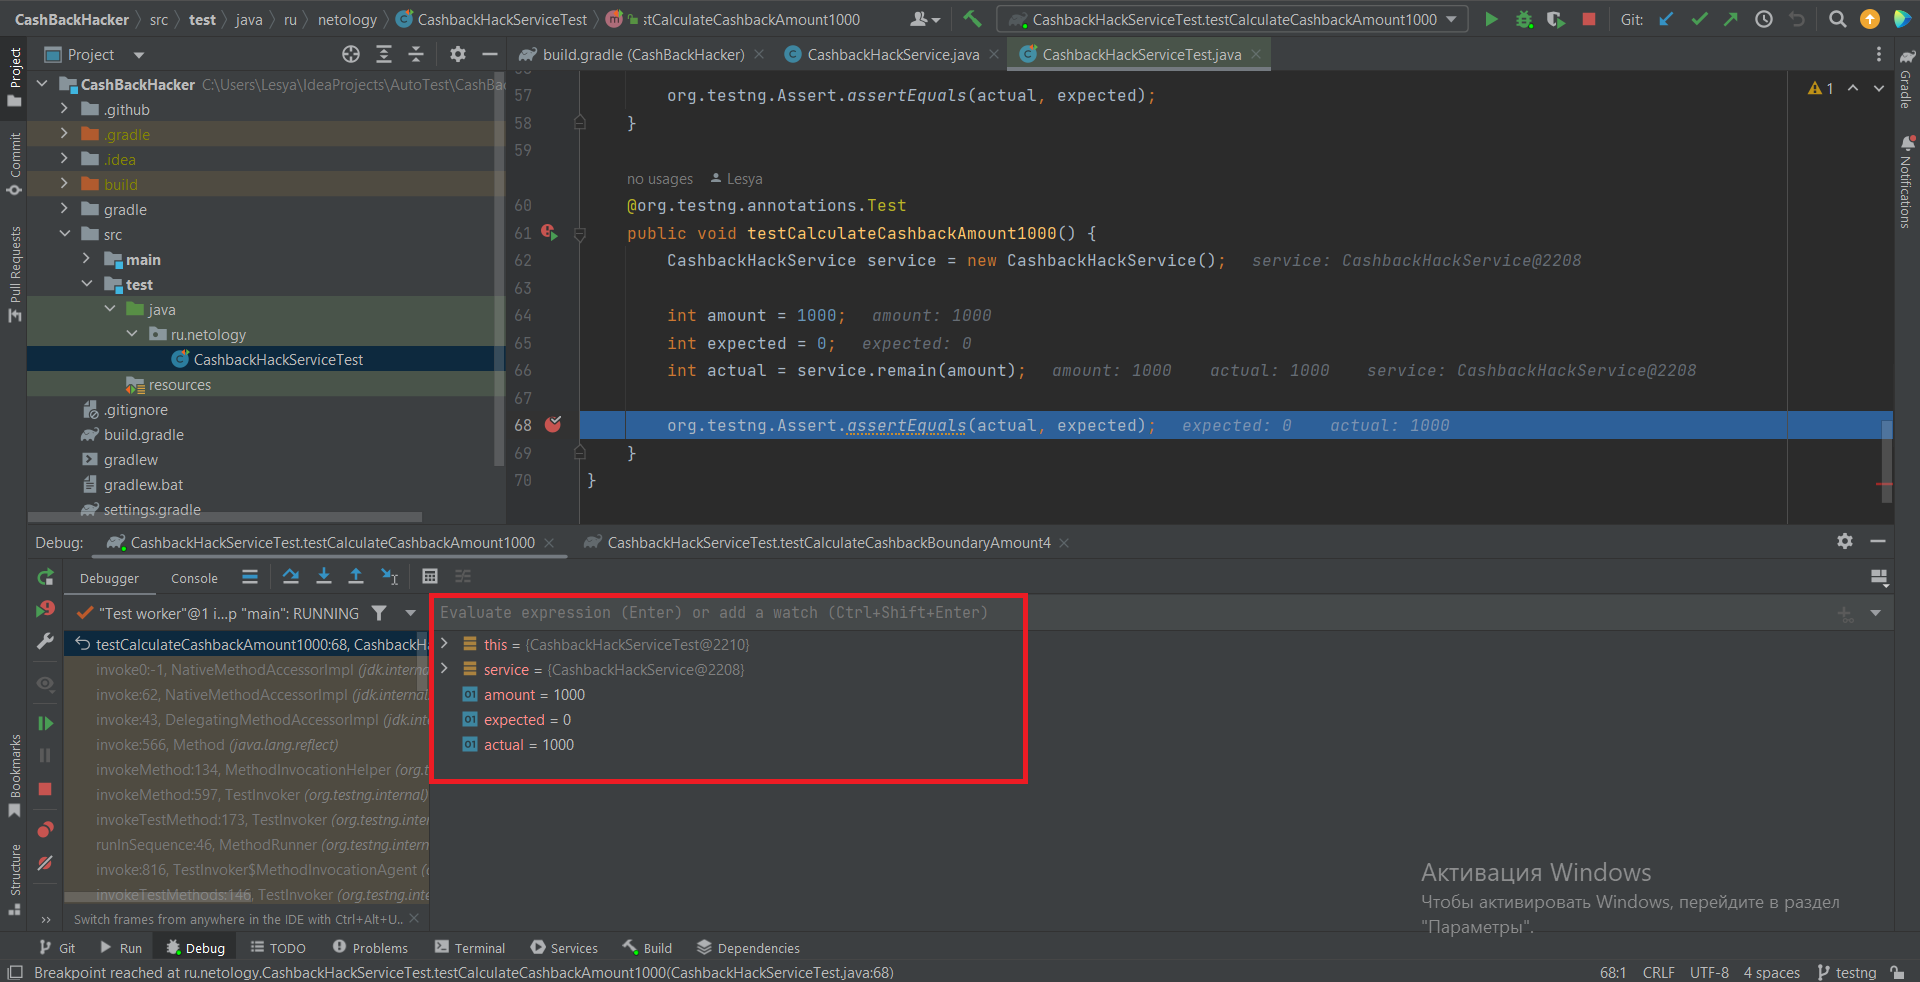 CashBackHacker src test java ru netology CashbackHackServiceTest :tCalculateCashbackAmount1000 CashbackHackServiceTest.testCalculateCashbackAmount1000 Git:
Project build.gradle (CashBackHacker) CashbackHackService.java CashbackHackServiceTest.java
CashBackHacker C:\Users\Lesya\IdeaProjects\AutoTest\CashBa
.github
.gradle
.idea
build
gradle
src
main
test
java
ru.netology
CashbackHackServiceTest
resources
.gitignore
build.gradle
gradlew
gradlew.bat
settings.gradle
Project
Commit
Pull Requests
Bookmarks
Structure
57 org.testng.Assert.assertEquals(actual, expected);
58 }
59
no usages Lesya
60 @org.testng.annotations.Test
61 public void testCalculateCashbackAmount1000() {
62 CashbackHackService service = new CashbackHackService(); service: CashbackHackService@2208
63
64 int amount = 1000; amount: 1000
65 int expected = 0; expected: 0
66 int actual = service.remain(amount); amount: 1000 actual: 1000 service: CashbackHackService@2208
67
68 org.testng.Assert.assertEquals(actual, expected); expected: 0 actual: 1000
69 }
70 }
1
Gradle
Notifications
Debug: CashbackHackServiceTest.testCalculateCashbackAmount1000 CashbackHackServiceTest.testCalculateCashbackBoundaryAmount4
Debugger Console
"Test worker"@1 i...p "main": RUNNING
testCalculateCashbackAmount1000:68, CashbackHa
invoke0:-1, NativeMethodAccessorImpl (jdk.interna
invoke:62, NativeMethodAccessorImpl (jdk.internal
invoke:43, DelegatingMethodAccessorImpl (jdk.inte
invoke:566, Method (java.lang.reflect)
invokeMethod:134, MethodInvocationHelper (org.t
invokeMethod:597, TestInvoker (org.testng.internal)
invokeTestMethod:173, TestInvoker (org.testng.inter
runInSequence:46, MethodRunner (org.testng.intern
invoke:816, TestInvoker$MethodInvocationAgent (o
invokeTestMethods:146, TestInvoker (org.testng.inte
Switch frames from anywhere in the IDE with Ctrl+Alt+U..
Evaluate expression (Enter) or add a watch (Ctrl+Shift+Enter)
this = {CashbackHackServiceTest@2210}
service = {CashbackHackService@2208}
01 amount = 1000
01 expected = 0
01 actual = 1000
Активация Windows
Чтобы активировать Windows, перейдите в раздел
"Параметры".
Git Run Debug TODO Problems Terminal Services Build Dependencies
Breakpoint reached at ru.netology.CashbackHackServiceTest.testCalculateCashbackAmount1000(CashbackHackServiceTest.java:68) 68:1 CRLF UTF-8 4 spaces testng